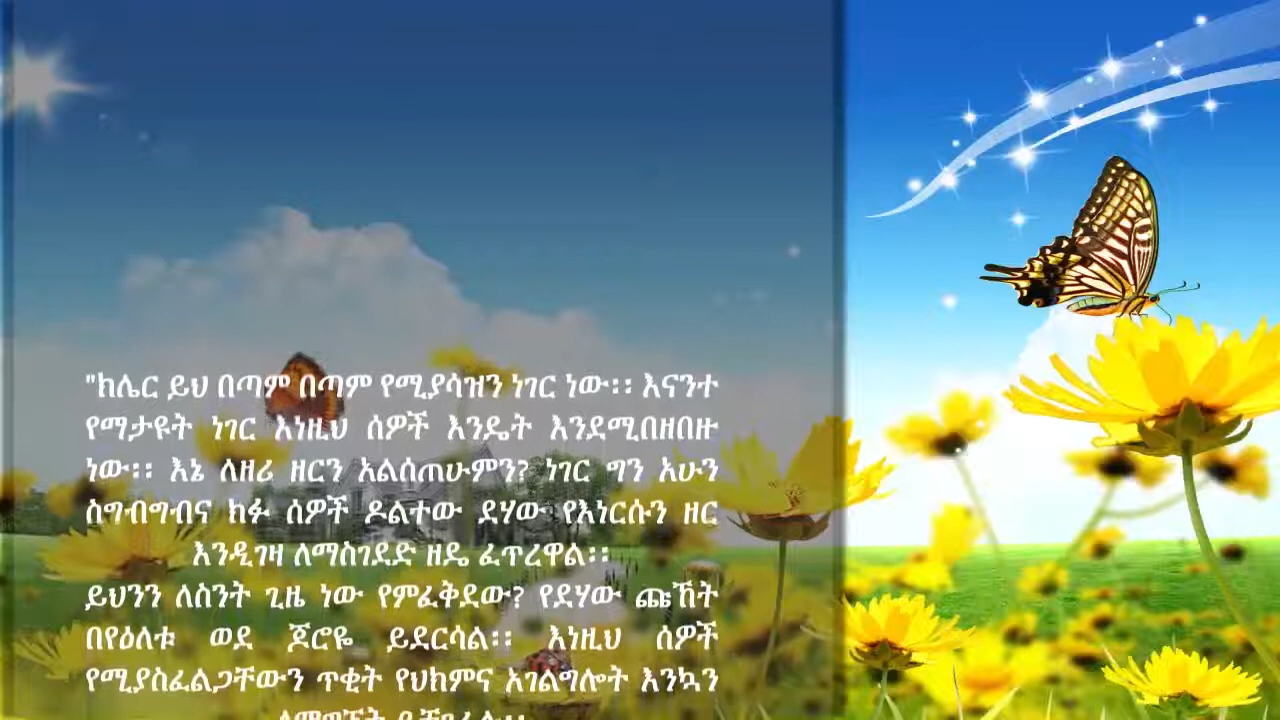 "ክሌር ይህ በጣም በጣም የሚያሳዝን ነገር ነው፡፡ እናንተ
የማታዩት ነገር እነዚህ ሰዎች እንዴት እንደሚበዘበዙ
ነው፡፡ እኔ ለዘሪ ዘርን አልሰጠሁምን? ነገር ግን አሁን
ስግብግብና ክፉ ሰዎች ዶልተው ደሃው የእነርሱን ዘር
እንዲገዛ ለማስገደድ ዘዴ ፈጥረዋል፡፡
ይህንን ለስንት ጊዜ ነው የምፈቅደው? የደሃው ጩኸት
በየዕለቱ ወደ ጆሮዬ ይደርሳል፡፡ እነዚህ ሰዎች
የሚያስፈልጋቸውን ጥቂት የህክምና አገልግሎት እንኳን